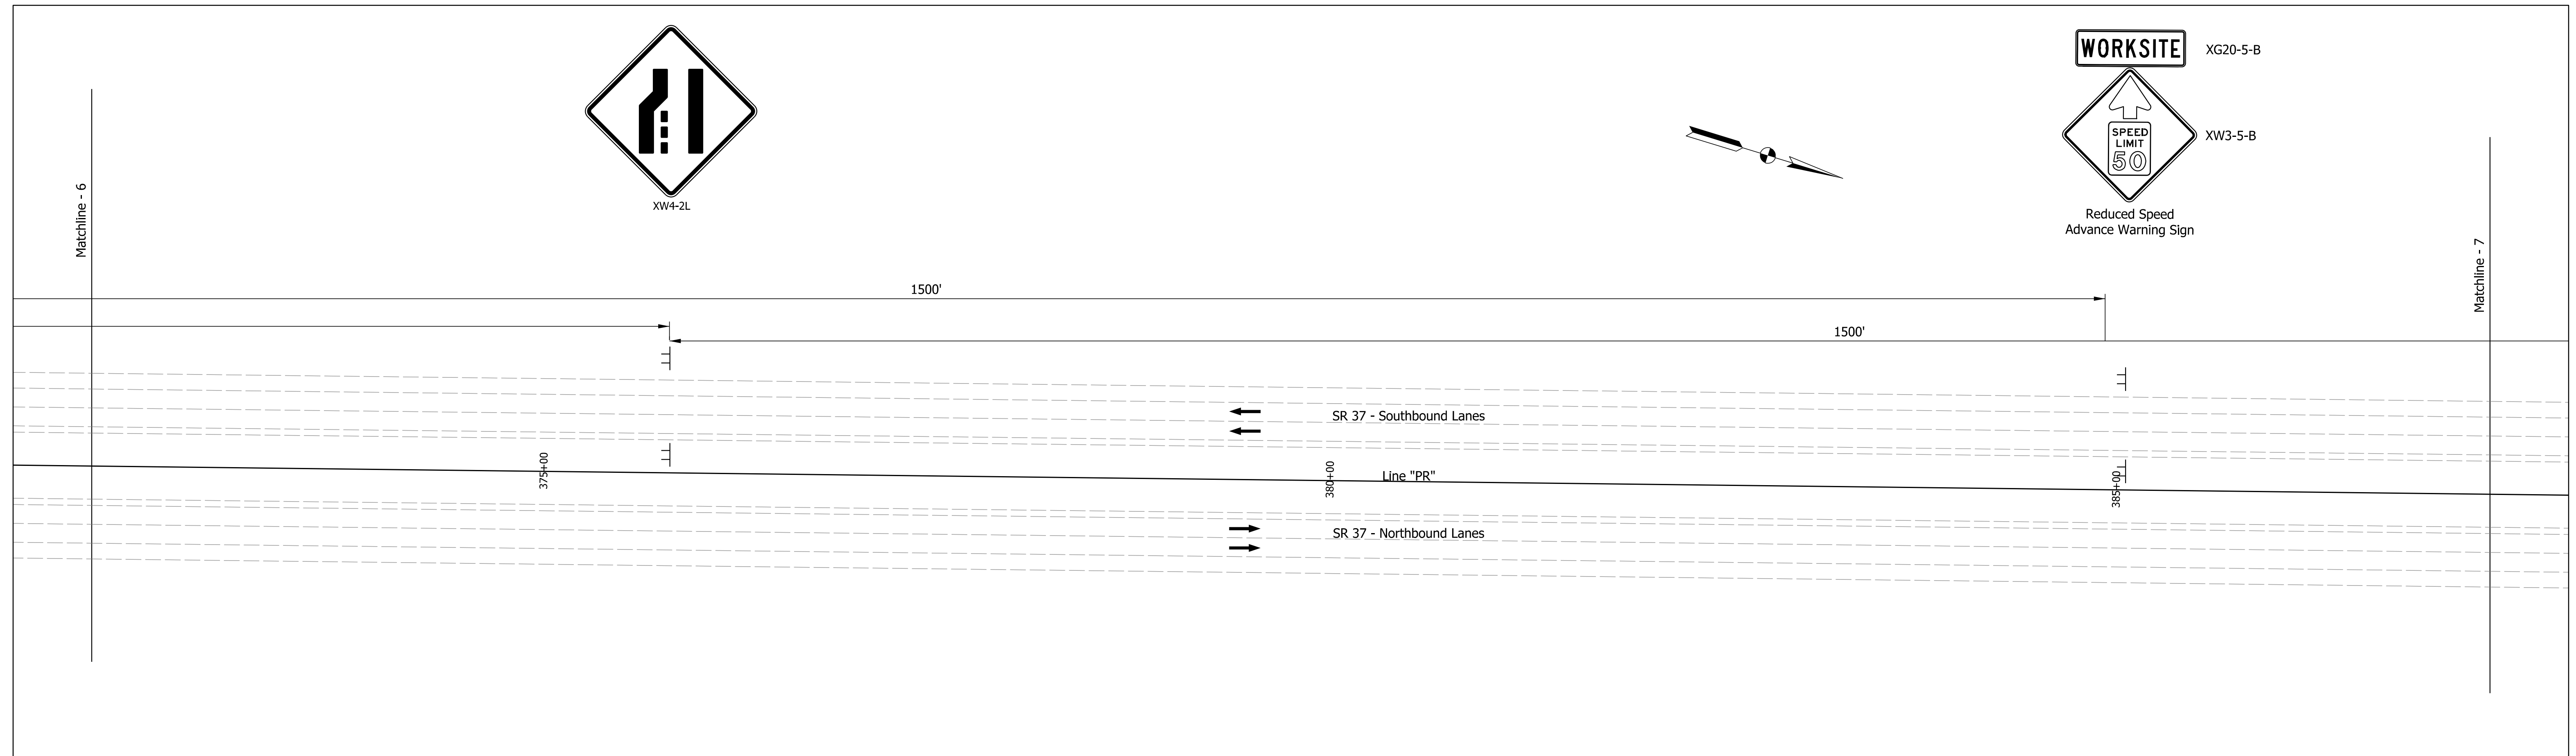 WORKSITE
XG20-5-B
SPEED
LIMIT
50
XW3-5-B
Reduced Speed
Advance Warning Sign
XW4-2L
Matchline - 6
Matchline - 7
1500'
1500'
SR 37 - Southbound Lanes
375+00
380+00
Line "PR"
385+00
SR 37 - Northbound Lanes